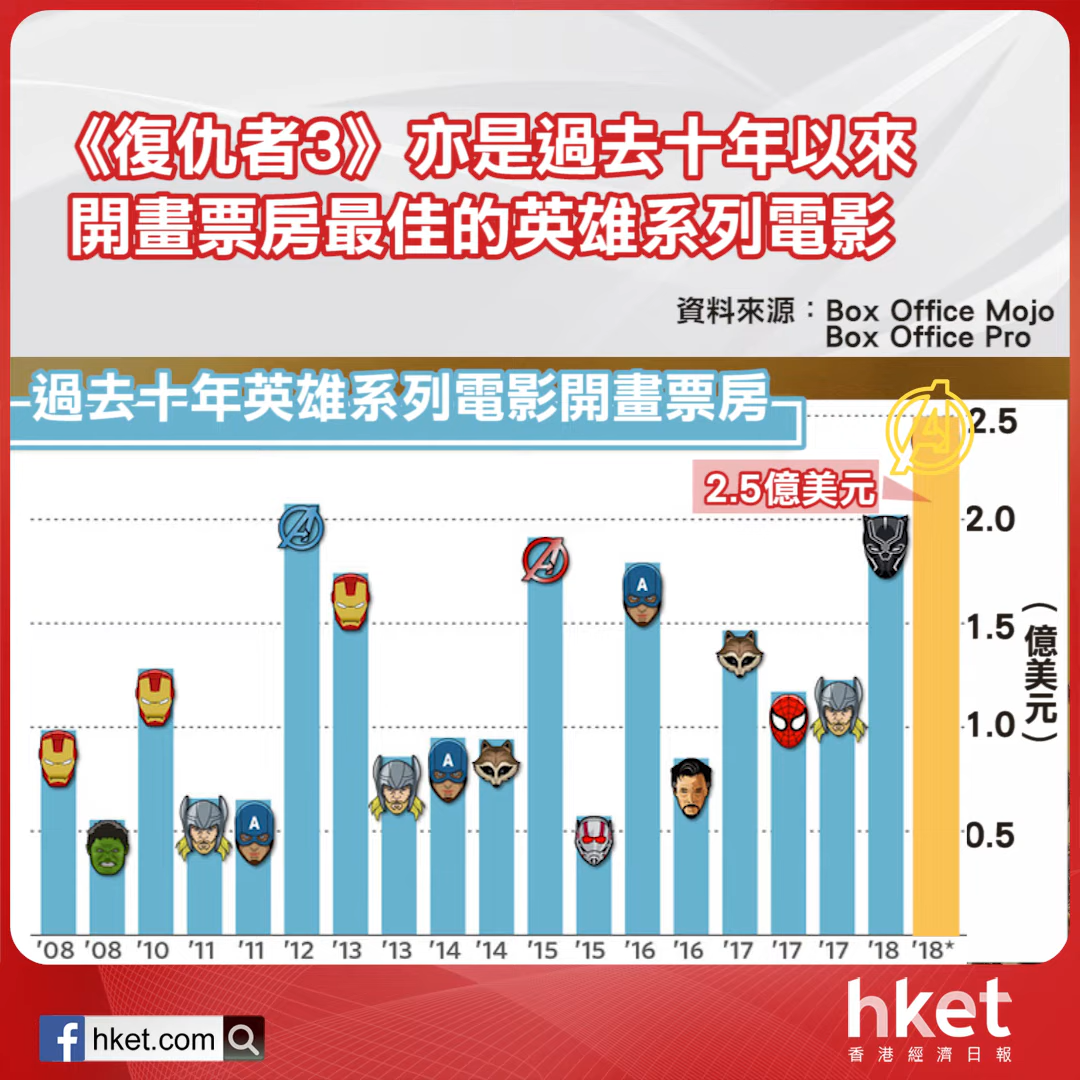 《復仇者3》亦是過去十年以來
開畫票房最佳的英雄系列電影
資料來源：Box Office Mojo
Box Office Pro
過去十年英雄系列電影開畫票房
2.5
2.5億美元
2.0
1.5
1.0
0.5
（億美元）
A
A
A
'08 '08 '10 '11 '11 '12 '13 '13 '14 '14 '15 '15 '16 '16 '17 '17 '17 '18 '18*
hket.com
hket
香港經濟日報